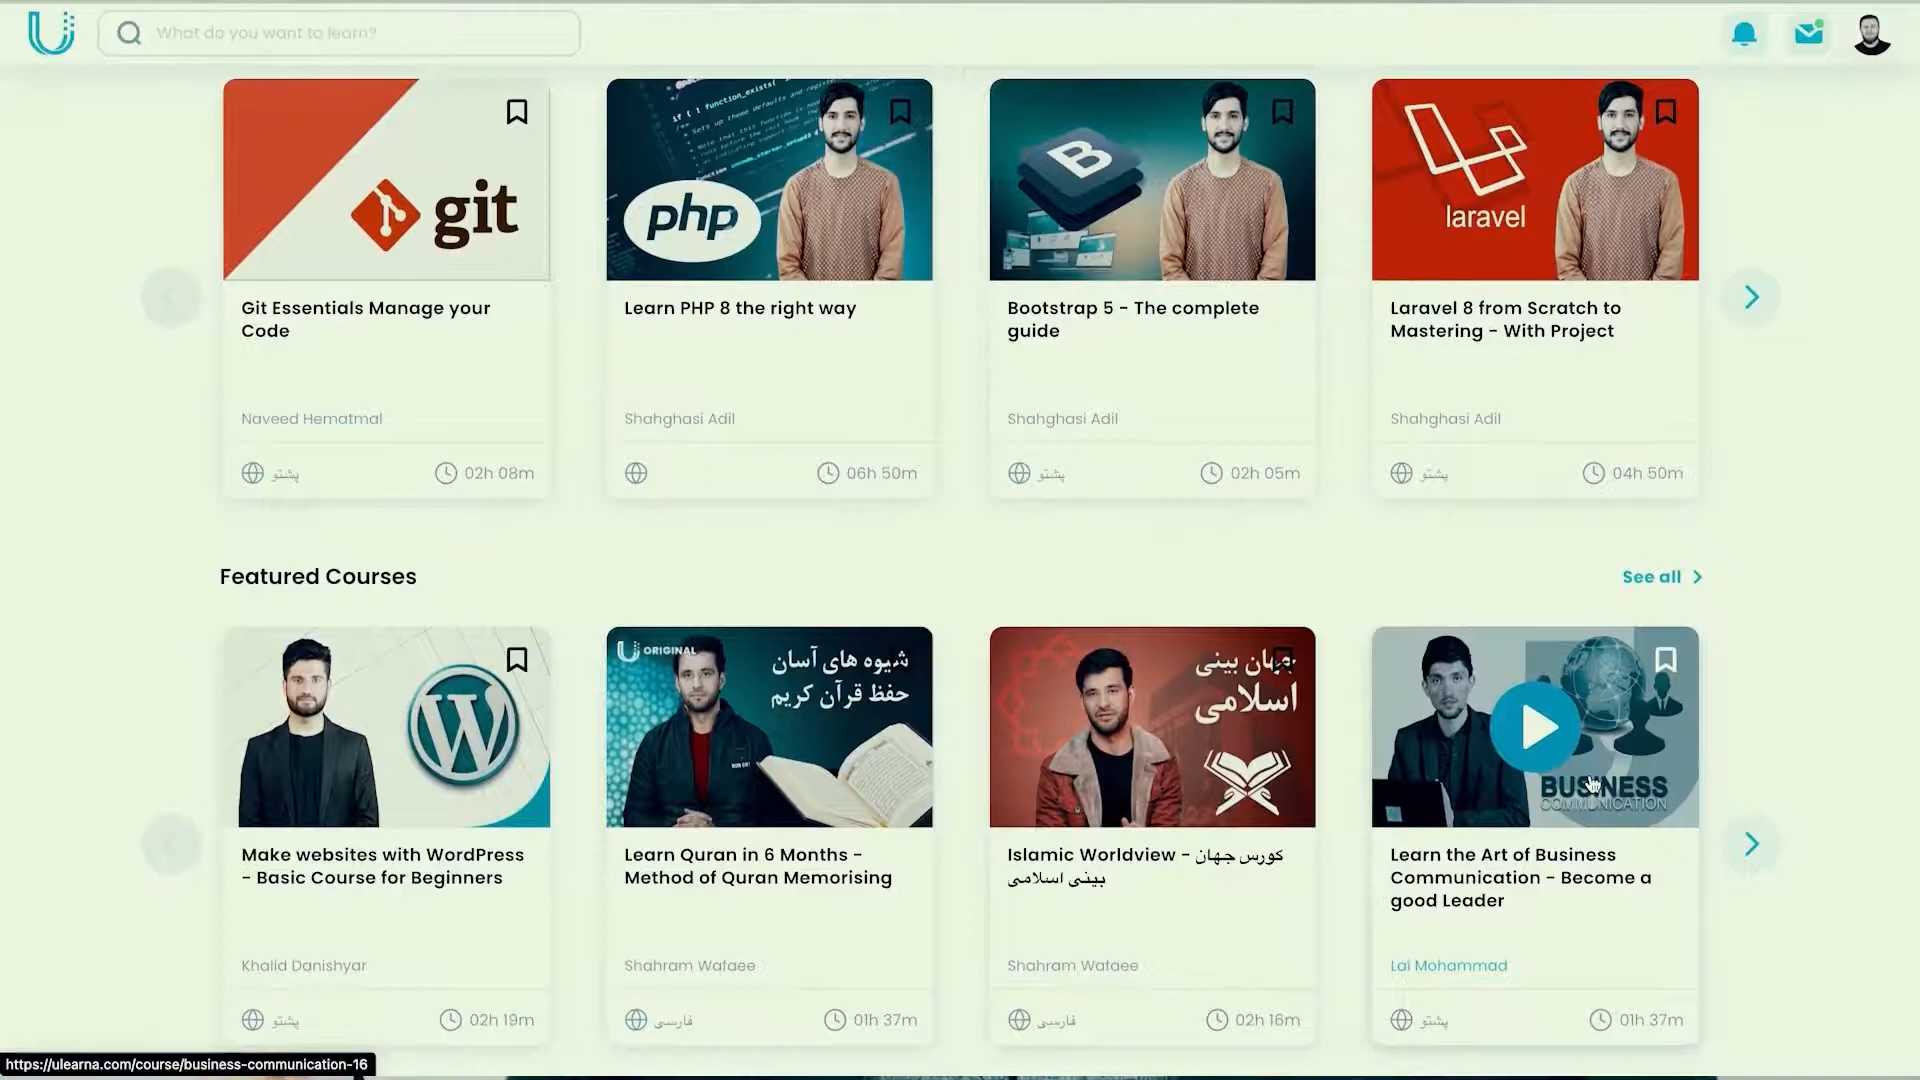 What do you want to learn?
git
if ( ! function_exists(
php
B
laravel
Git Essentials Manage your
Code
Learn PHP 8 the right way
Bootstrap 5 - The complete
guide
Laravel 8 from Scratch to
Mastering - With Project
Naveed Hematmal
Shahghasi Adil
Shahghasi Adil
Shahghasi Adil
پشتو
02h 08m
06h 50m
پشتو
02h 05m
پشتو
04h 50m
Featured Courses
See all
ORIGINAL
شیوه های آسان
حفظ قرآن کریم
جهان بینی
اسلامی
BUSINESS
COMMUNICATION
Make websites with WordPress
- Basic Course for Beginners
Learn Quran in 6 Months -
Method of Quran Memorising
Islamic Worldview - کورس جهان
بینی اسلامی
Learn the Art of Business
Communication - Become a
good Leader
Khalid Danishyar
Shahram Wafaee
Shahram Wafaee
Lal Mohammad
پشتو
02h 19m
فارسی
01h 37m
فارسی
02h 16m
پشتو
01h 37m
https://ulearna.com/course/business-communication-16